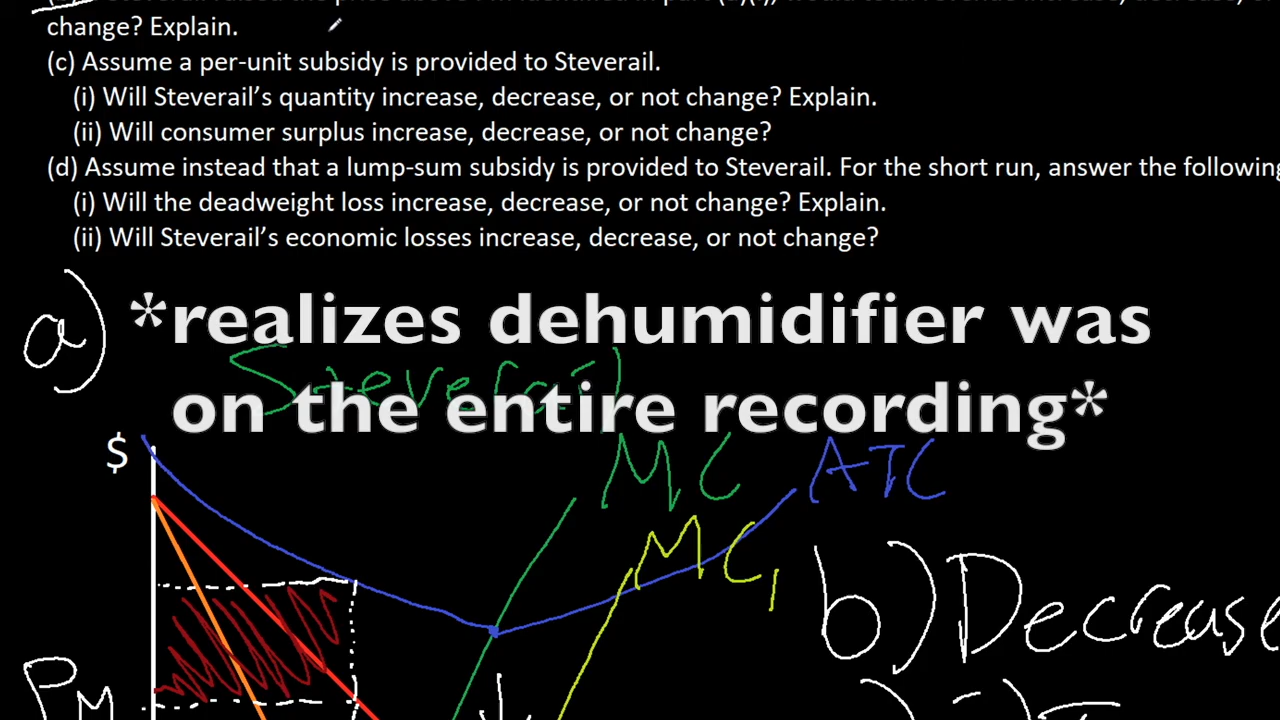 change? Explain.
(c) Assume a per-unit subsidy is provided to Steverail.
(i) Will Steverail's quantity increase, decrease, or not change? Explain.
(ii) Will consumer surplus increase, decrease, or not change?
(d) Assume instead that a lump-sum subsidy is provided to Steverail. For the short run, answer the following
(i) Will the deadweight loss increase, decrease, or not change? Explain.
(ii) Will Steverail's economic losses increase, decrease, or not change?
a)
*realizes dehumidifier was
Steverail
on the entire recording*
$
MC
ATC
MC₁
b) Decrease
PM